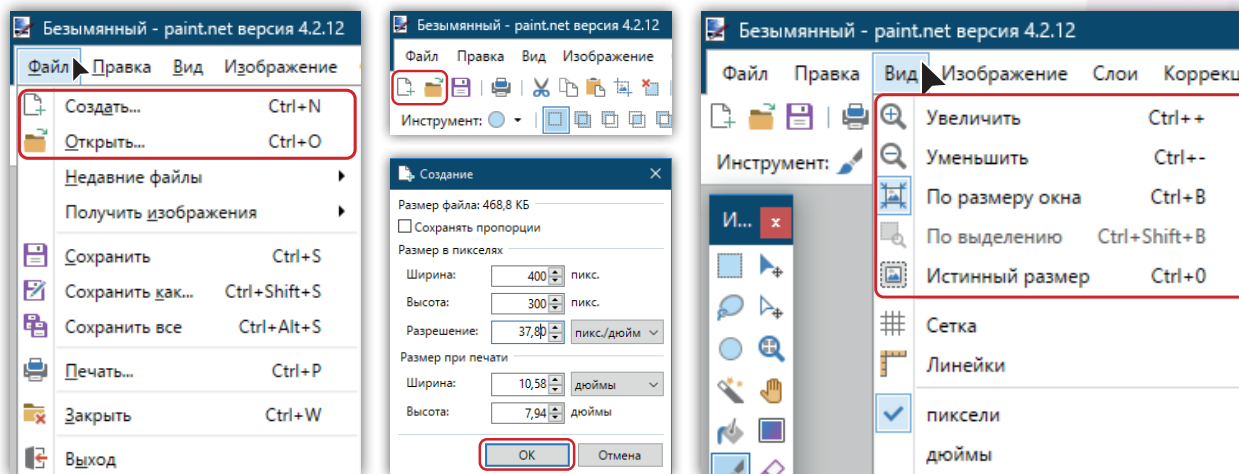 Безымянный - paint.net версия 4.2.12
Файл Правка Вид Изображение
Создать... Ctrl+N
Открыть... Ctrl+O
Недавние файлы
Получить изображения
Сохранить Ctrl+S
Сохранить как... Ctrl+Shift+S
Сохранить все Ctrl+Alt+S
Печать... Ctrl+P
Закрыть Ctrl+W
Выход
Безымянный - paint.net версия 4.2.12
Файл Правка Вид Изображение
Инструмент:
Создание
Размер файла: 468,8 КБ
Сохранять пропорции
Размер в пикселях
Ширина: 400 пикс.
Высота: 300 пикс.
Разрешение: 37,80 пикс./дюйм
Размер при печати
Ширина: 10,58 дюймы
Высота: 7,94 дюймы
OK Отмена
Безымянный - paint.net версия 4.2.12
Файл Правка Вид Изображение Слои Коррекц
Инструмент:
И...
Увеличить Ctrl++
Уменьшить Ctrl+-
По размеру окна Ctrl+B
По выделению Ctrl+Shift+B
Истинный размер Ctrl+0
Сетка
Линейки
пиксели
дюймы